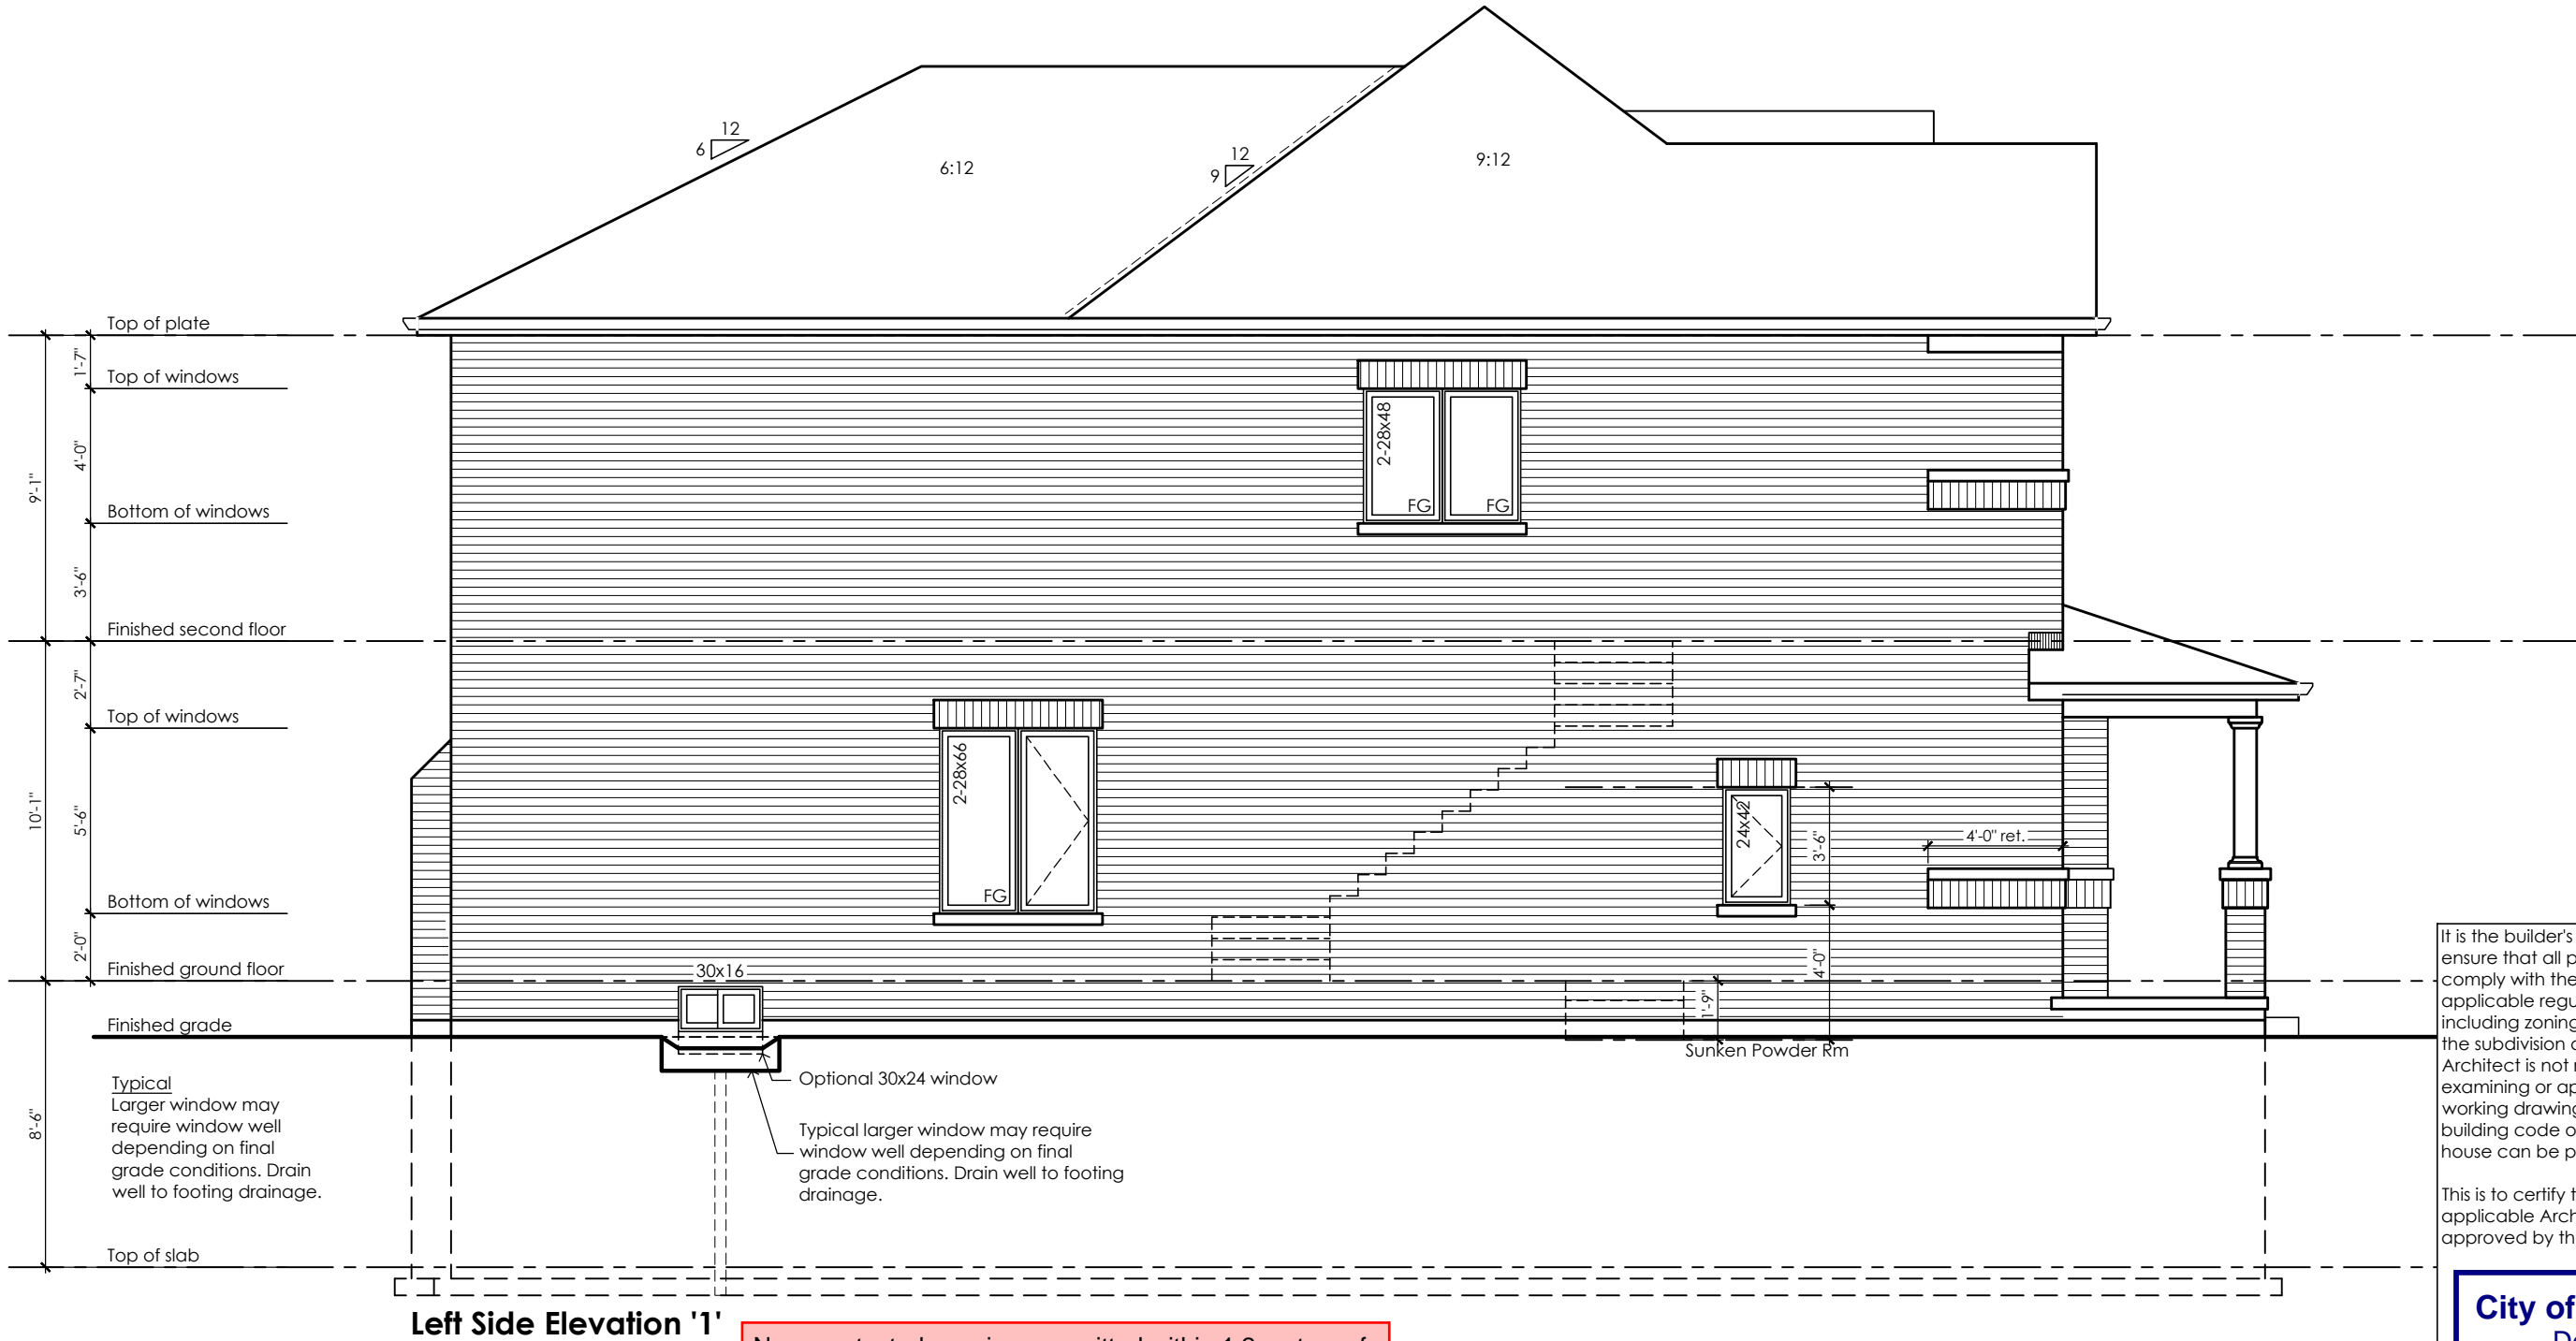 12
6
6:12
12
9
9:12
Top of plate
1'-7"
Top of windows
4'-0"
9'-1"
Bottom of windows
3'-6"
Finished second floor
2'-7"
Top of windows
10'-1"
5'-6"
Bottom of windows
2'-0"
Finished ground floor
Finished grade
8'-6"
Top of slab
2-28x48
FG
FG
2-28x66
FG
24x42
3'-6"
4'-0" ret.
4'-0"
1'-9"
30x16
Sunken Powder Rm
Typical
Larger window may
require window well
depending on final
grade conditions. Drain
well to footing drainage.
Optional 30x24 window
Typical larger window may require
window well depending on final
grade conditions. Drain well to footing
drainage.
It is the builder's
ensure that all p
comply with the
applicable regu
including zoning
the subdivision
Architect is not
examining or ap
working drawing
building code o
house can be p
This is to certify t
applicable Arch
approved by th
City of
Left Side Elevation '1'